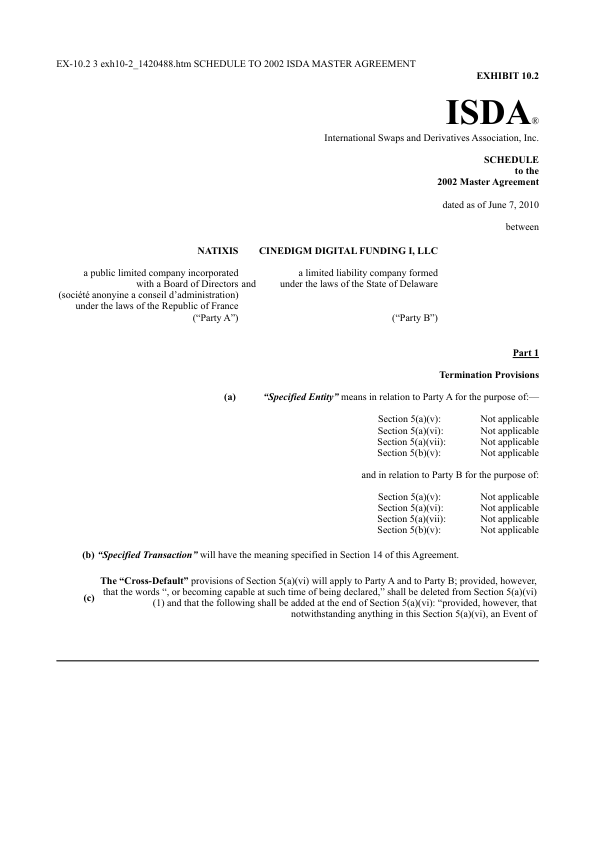 EX-10.2 3 exh10-2_1420488.htm SCHEDULE TO 2002 ISDA MASTER AGREEMENT
EXHIBIT 10.2
ISDA®
International Swaps and Derivatives Association, Inc.
SCHEDULE
to the
2002 Master Agreement
dated as of June 7, 2010
between
NATIXIS CINEDIGM DIGITAL FUNDING I, LLC
a public limited company incorporated a limited liability company formed
with a Board of Directors and under the laws of the State of Delaware
(société anonyine a conseil d’administration)
under the laws of the Republic of France
(“Party A”) (“Party B”)
Part 1
Termination Provisions
(a) “Specified Entity” means in relation to Party A for the purpose of:—
Section 5(a)(v): Not applicable
Section 5(a)(vi): Not applicable
Section 5(a)(vii): Not applicable
Section 5(b)(v): Not applicable
and in relation to Party B for the purpose of:
Section 5(a)(v): Not applicable
Section 5(a)(vi): Not applicable
Section 5(a)(vii): Not applicable
Section 5(b)(v): Not applicable
(b) “Specified Transaction” will have the meaning specified in Section 14 of this Agreement.
The “Cross-Default” provisions of Section 5(a)(vi) will apply to Party A and to Party B; provided, however,
that the words “, or becoming capable at such time of being declared,” shall be deleted from Section 5(a)(vi)
(c) (1) and that the following shall be added at the end of Section 5(a)(vi): “provided, however, that
notwithstanding anything in this Section 5(a)(vi), an Event of